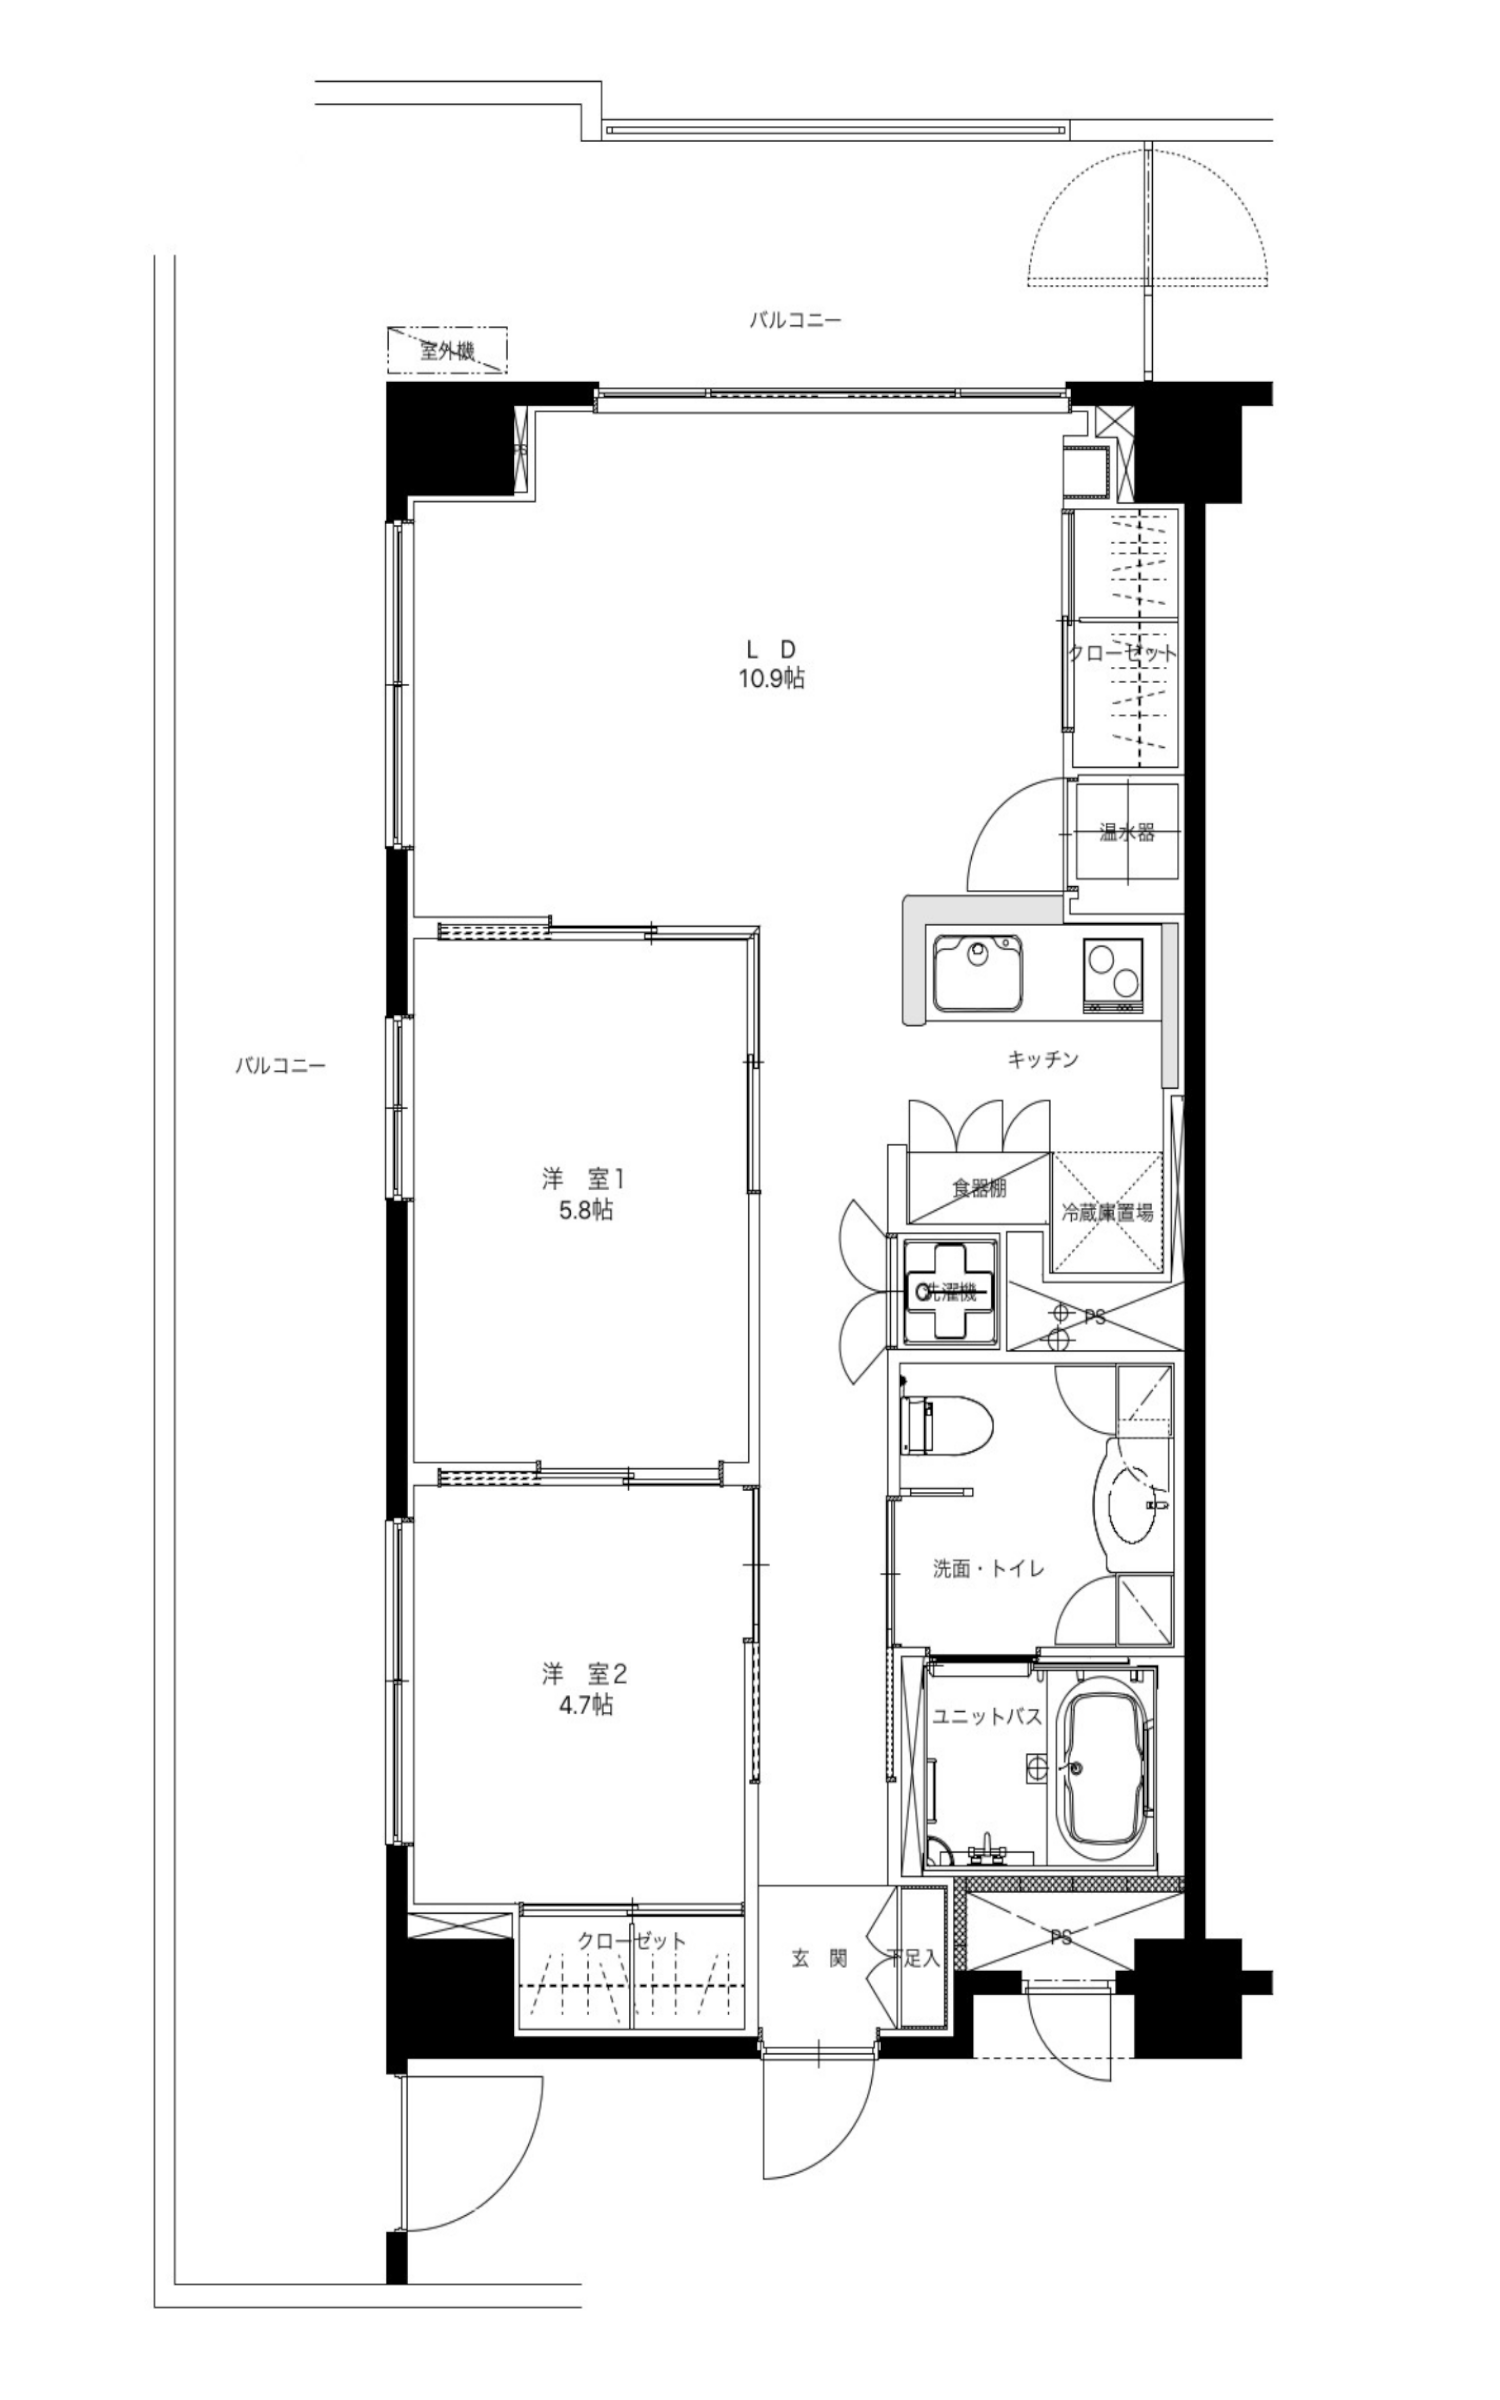 バルコニー
室外機
PS
L D
10.9帖
クローゼット
温水器
バルコニー
キッチン
洋 室1
5.8帖
食器棚
冷蔵庫置場
洗濯機
PS
洗面・トイレ
洋 室2
4.7帖
ユニットバス
クローゼット
玄 関
下足入
PS